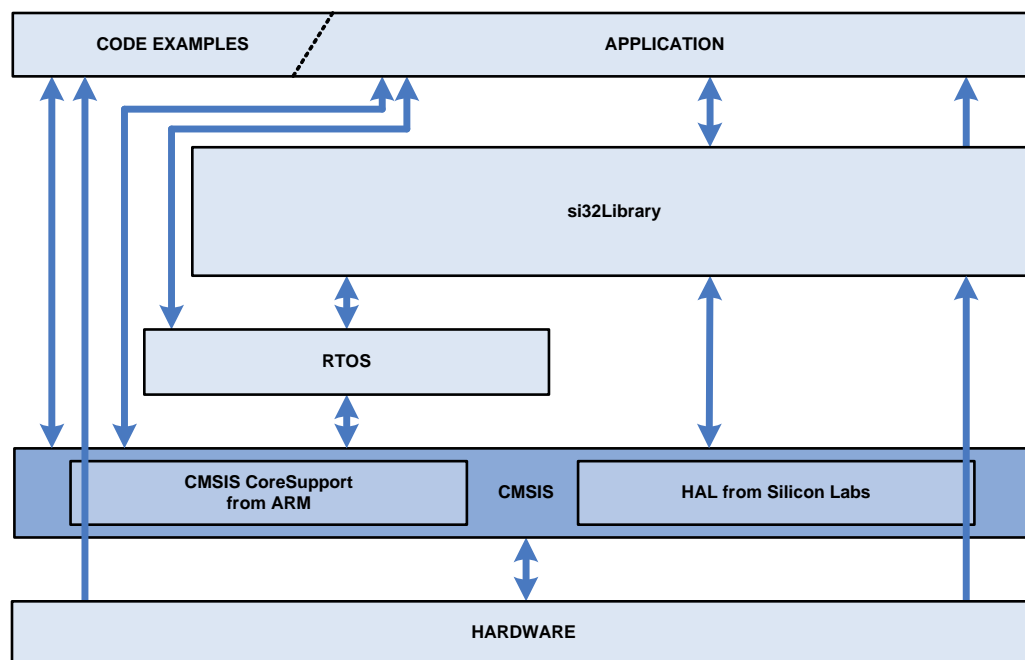 CODE EXAMPLES
APPLICATION
si32Library
RTOS
CMSIS CoreSupport
from ARM
CMSIS
HAL from Silicon Labs
HARDWARE